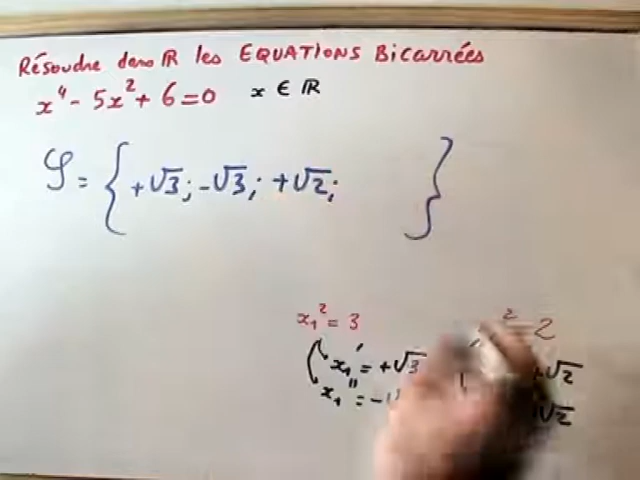 Résoudre dans ℝ les EQUATIONS Bicarrées
x⁴ - 5x² + 6 = 0 x ∈ ℝ
𝒮 = { +√3 ; -√3 ; +√2 ; }
x₁² = 3 ² = 2
x₁' = +√3 +√2
x₁'' = - √2